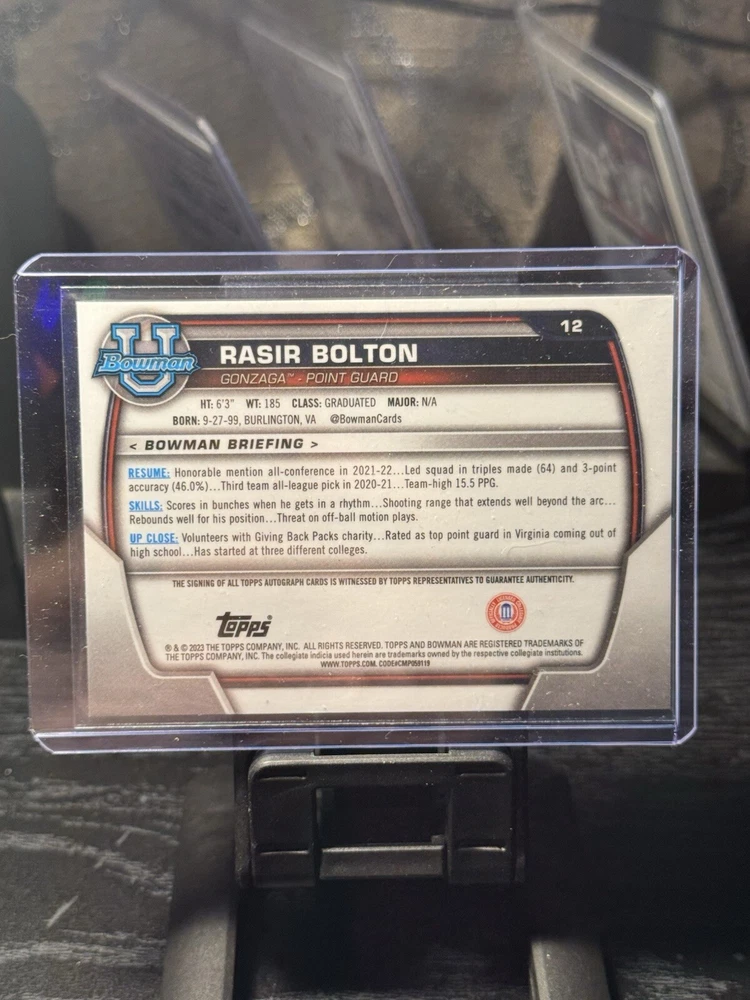 12
U
Bowman
RASIR BOLTON
GONZAGA™ - POINT GUARD
HT: 6'3" WT: 185 CLASS: GRADUATED MAJOR: N/A
BORN: 9-27-99, BURLINGTON, VA @BowmanCards
< BOWMAN BRIEFING >
RESUME: Honorable mention all-conference in 2021-22...Led squad in triples made (64) and 3-point
accuracy (46.0%)...Third team all-league pick in 2020-21...Team-high 15.5 PPG.
SKILLS: Scores in bunches when he gets in a rhythm...Shooting range that extends well beyond the arc...
Rebounds well for his position...Threat on off-ball motion plays.
UP CLOSE: Volunteers with Giving Back Packs charity...Rated as top point guard in Virginia coming out of
high school...Has started at three different colleges.
THE SIGNING OF ALL TOPPS AUTOGRAPH CARDS IS WITNESSED BY TOPPS REPRESENTATIVES TO GUARANTEE AUTHENTICITY.
Topps
® & © 2023 THE TOPPS COMPANY, INC. ALL RIGHTS RESERVED. TOPPS AND BOWMAN ARE REGISTERED TRADEMARKS OF
THE TOPPS COMPANY, INC. The collegiate indicia used herein are trademarks owned by the respective collegiate institutions.
WWW.TOPPS.COM. CODE#CMP059119